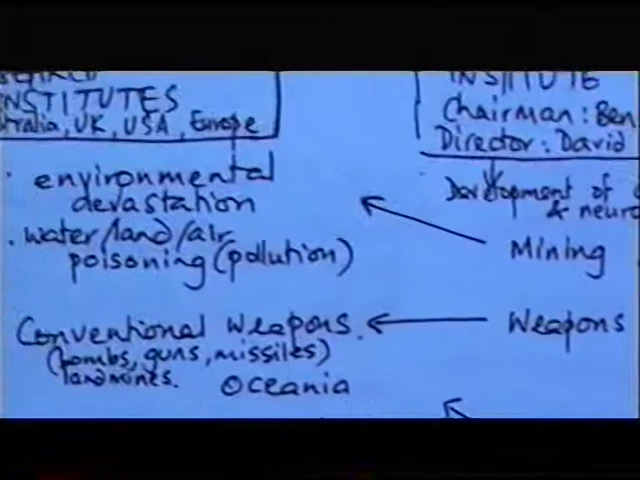 INSTITUTES
UK, USA, Europe
· environmental
devastation
· water/land/air
poisoning (pollution)
Conventional Weapons.
(bombs, guns, missiles)
landmines.
Oceania
INSTITUTE
Chairman: Ben
Director: David
Development of
& neuro
Mining
Weapons